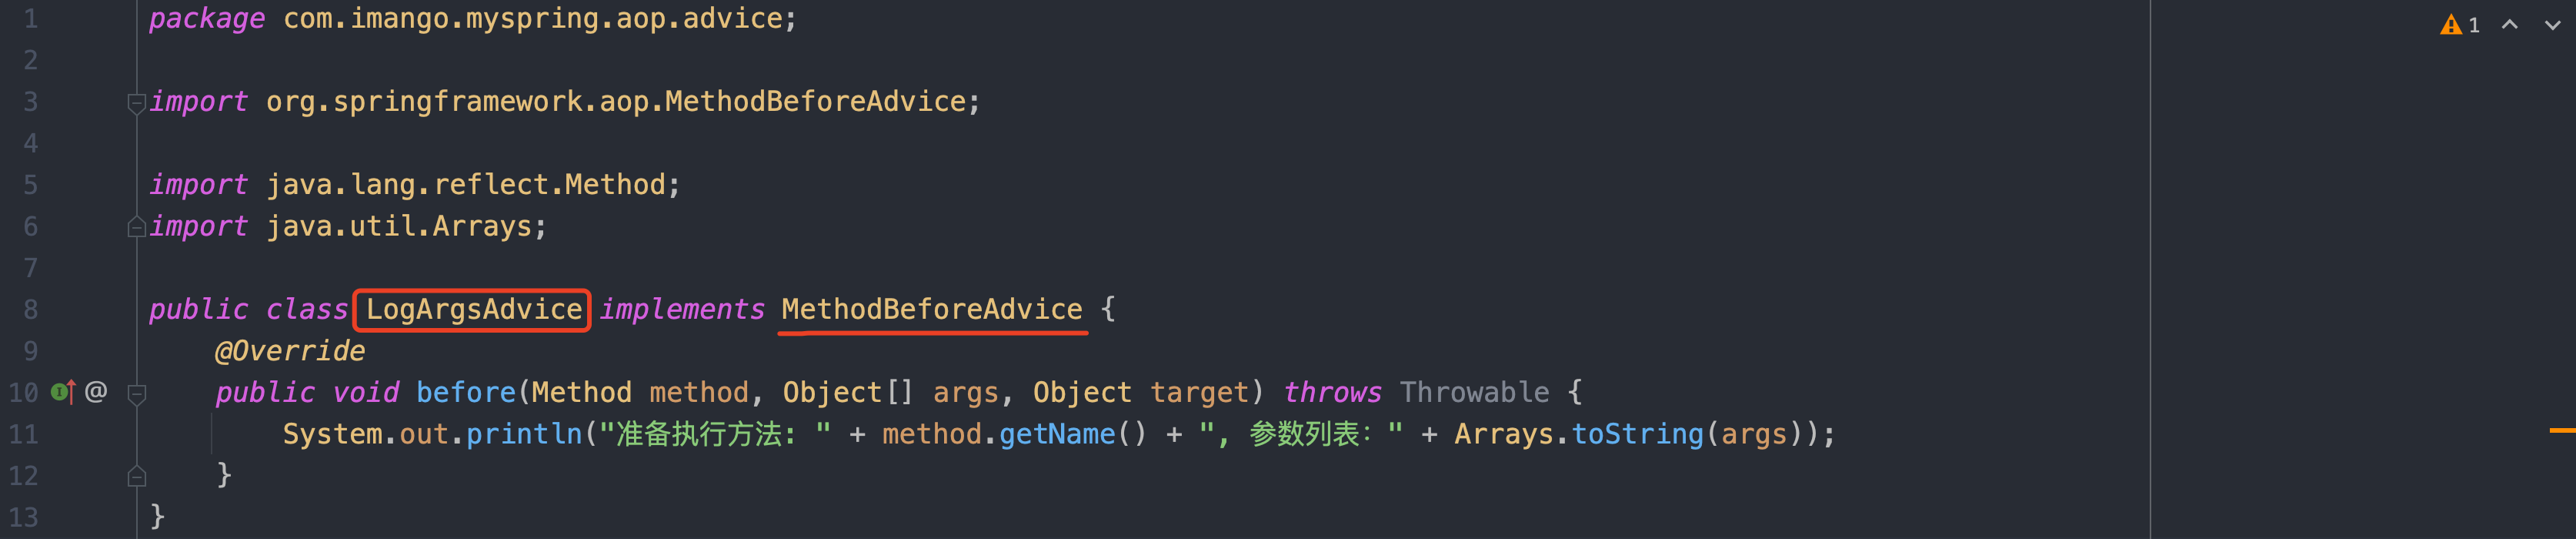 1 package com.imango.myspring.aop.advice;
2
3 import org.springframework.aop.MethodBeforeAdvice;
4
5 import java.lang.reflect.Method;
6 import java.util.Arrays;
7
8 public class LogArgsAdvice implements MethodBeforeAdvice {
9 @Override
10 @ public void before(Method method, Object[] args, Object target) throws Throwable {
11 System.out.println("准备执行方法: " + method.getName() + ", 参数列表：" + Arrays.toString(args));
12 }
13 }
1